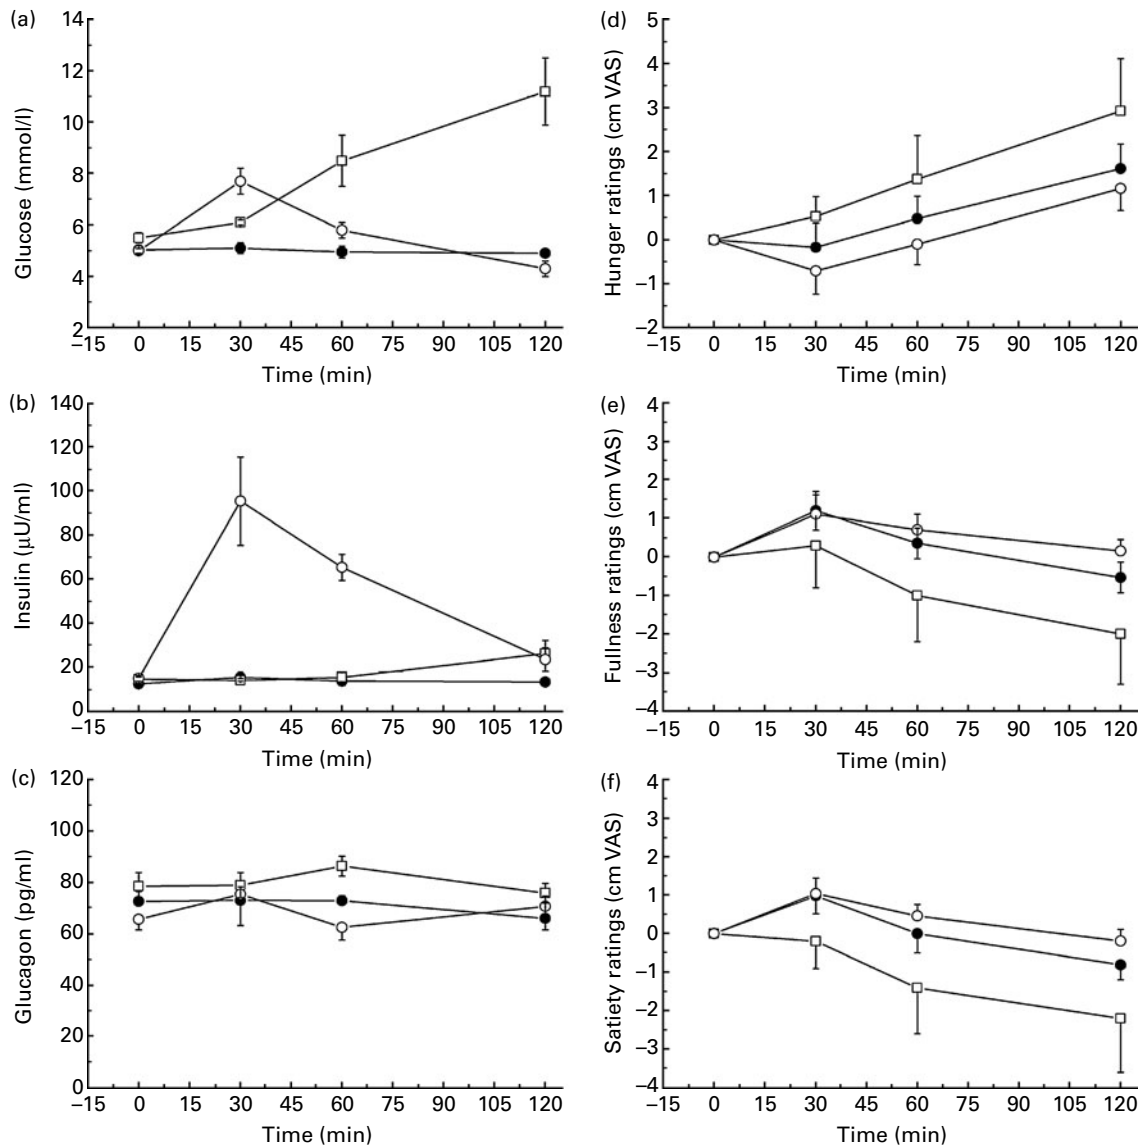 (a)
Glucose (mmol/l)
14
12
10
8
6
4
2
–15 0 15 30 45 60 75 90 105 120
Time (min)
(b)
Insulin (µU/ml)
140
120
100
80
60
40
20
0
–15 0 15 30 45 60 75 90 105 120
Time (min)
(c)
Glucagon (pg/ml)
120
100
80
60
40
20
0
–15 0 15 30 45 60 75 90 105 120
Time (min)
(d)
Hunger ratings (cm VAS)
5
4
3
2
1
0
–1
–2
–15 0 15 30 45 60 75 90 105 120
Time (min)
(e)
Fullness ratings (cm VAS)
4
3
2
1
0
–1
–2
–3
–4
–15 0 15 30 45 60 75 90 105 120
Time (min)
(f)
Satiety ratings (cm VAS)
4
3
2
1
0
–1
–2
–3
–4
–15 0 15 30 45 60 75 90 105 120
Time (min)